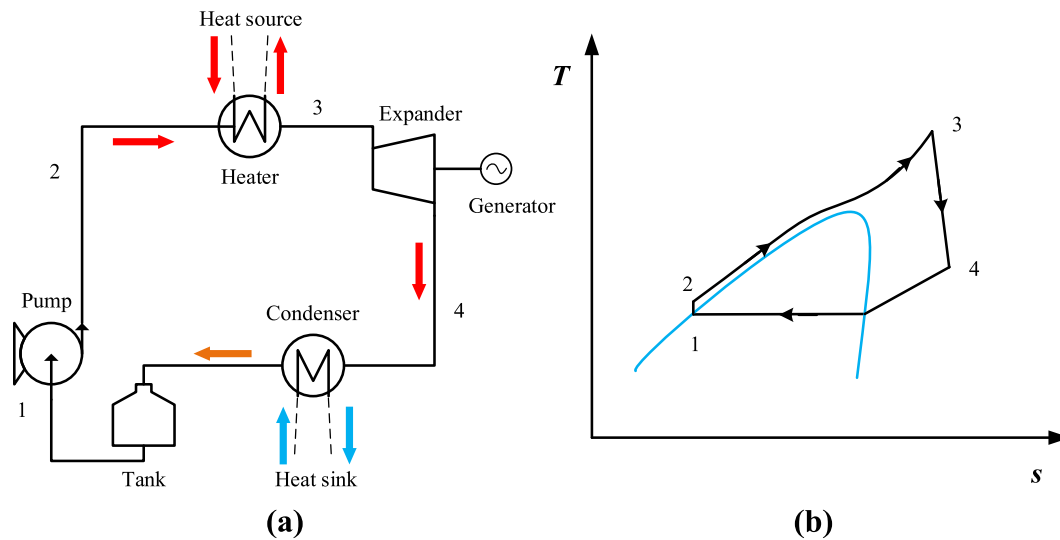 Heat source
3
Expander
Heater
Generator
2
Pump
1
Tank
Condenser
4
Heat sink
(a)
T
3
4
2
1
s
(b)